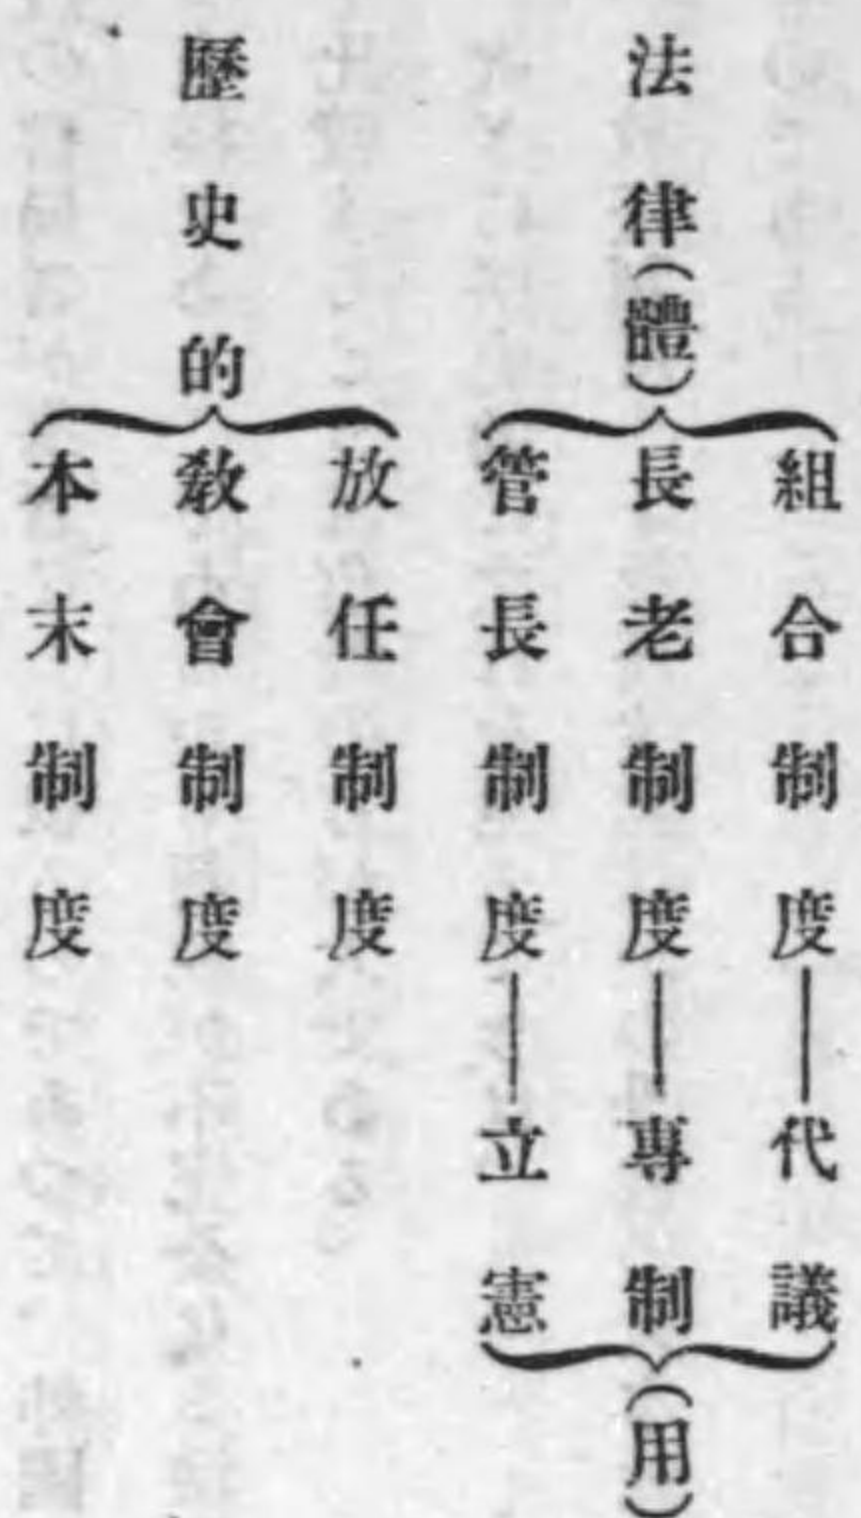 法律(體)
組合制度――代議
長老制度――專制
管長制度――立憲
(用)
歷史的
放任制度
敎會制度
本末制度